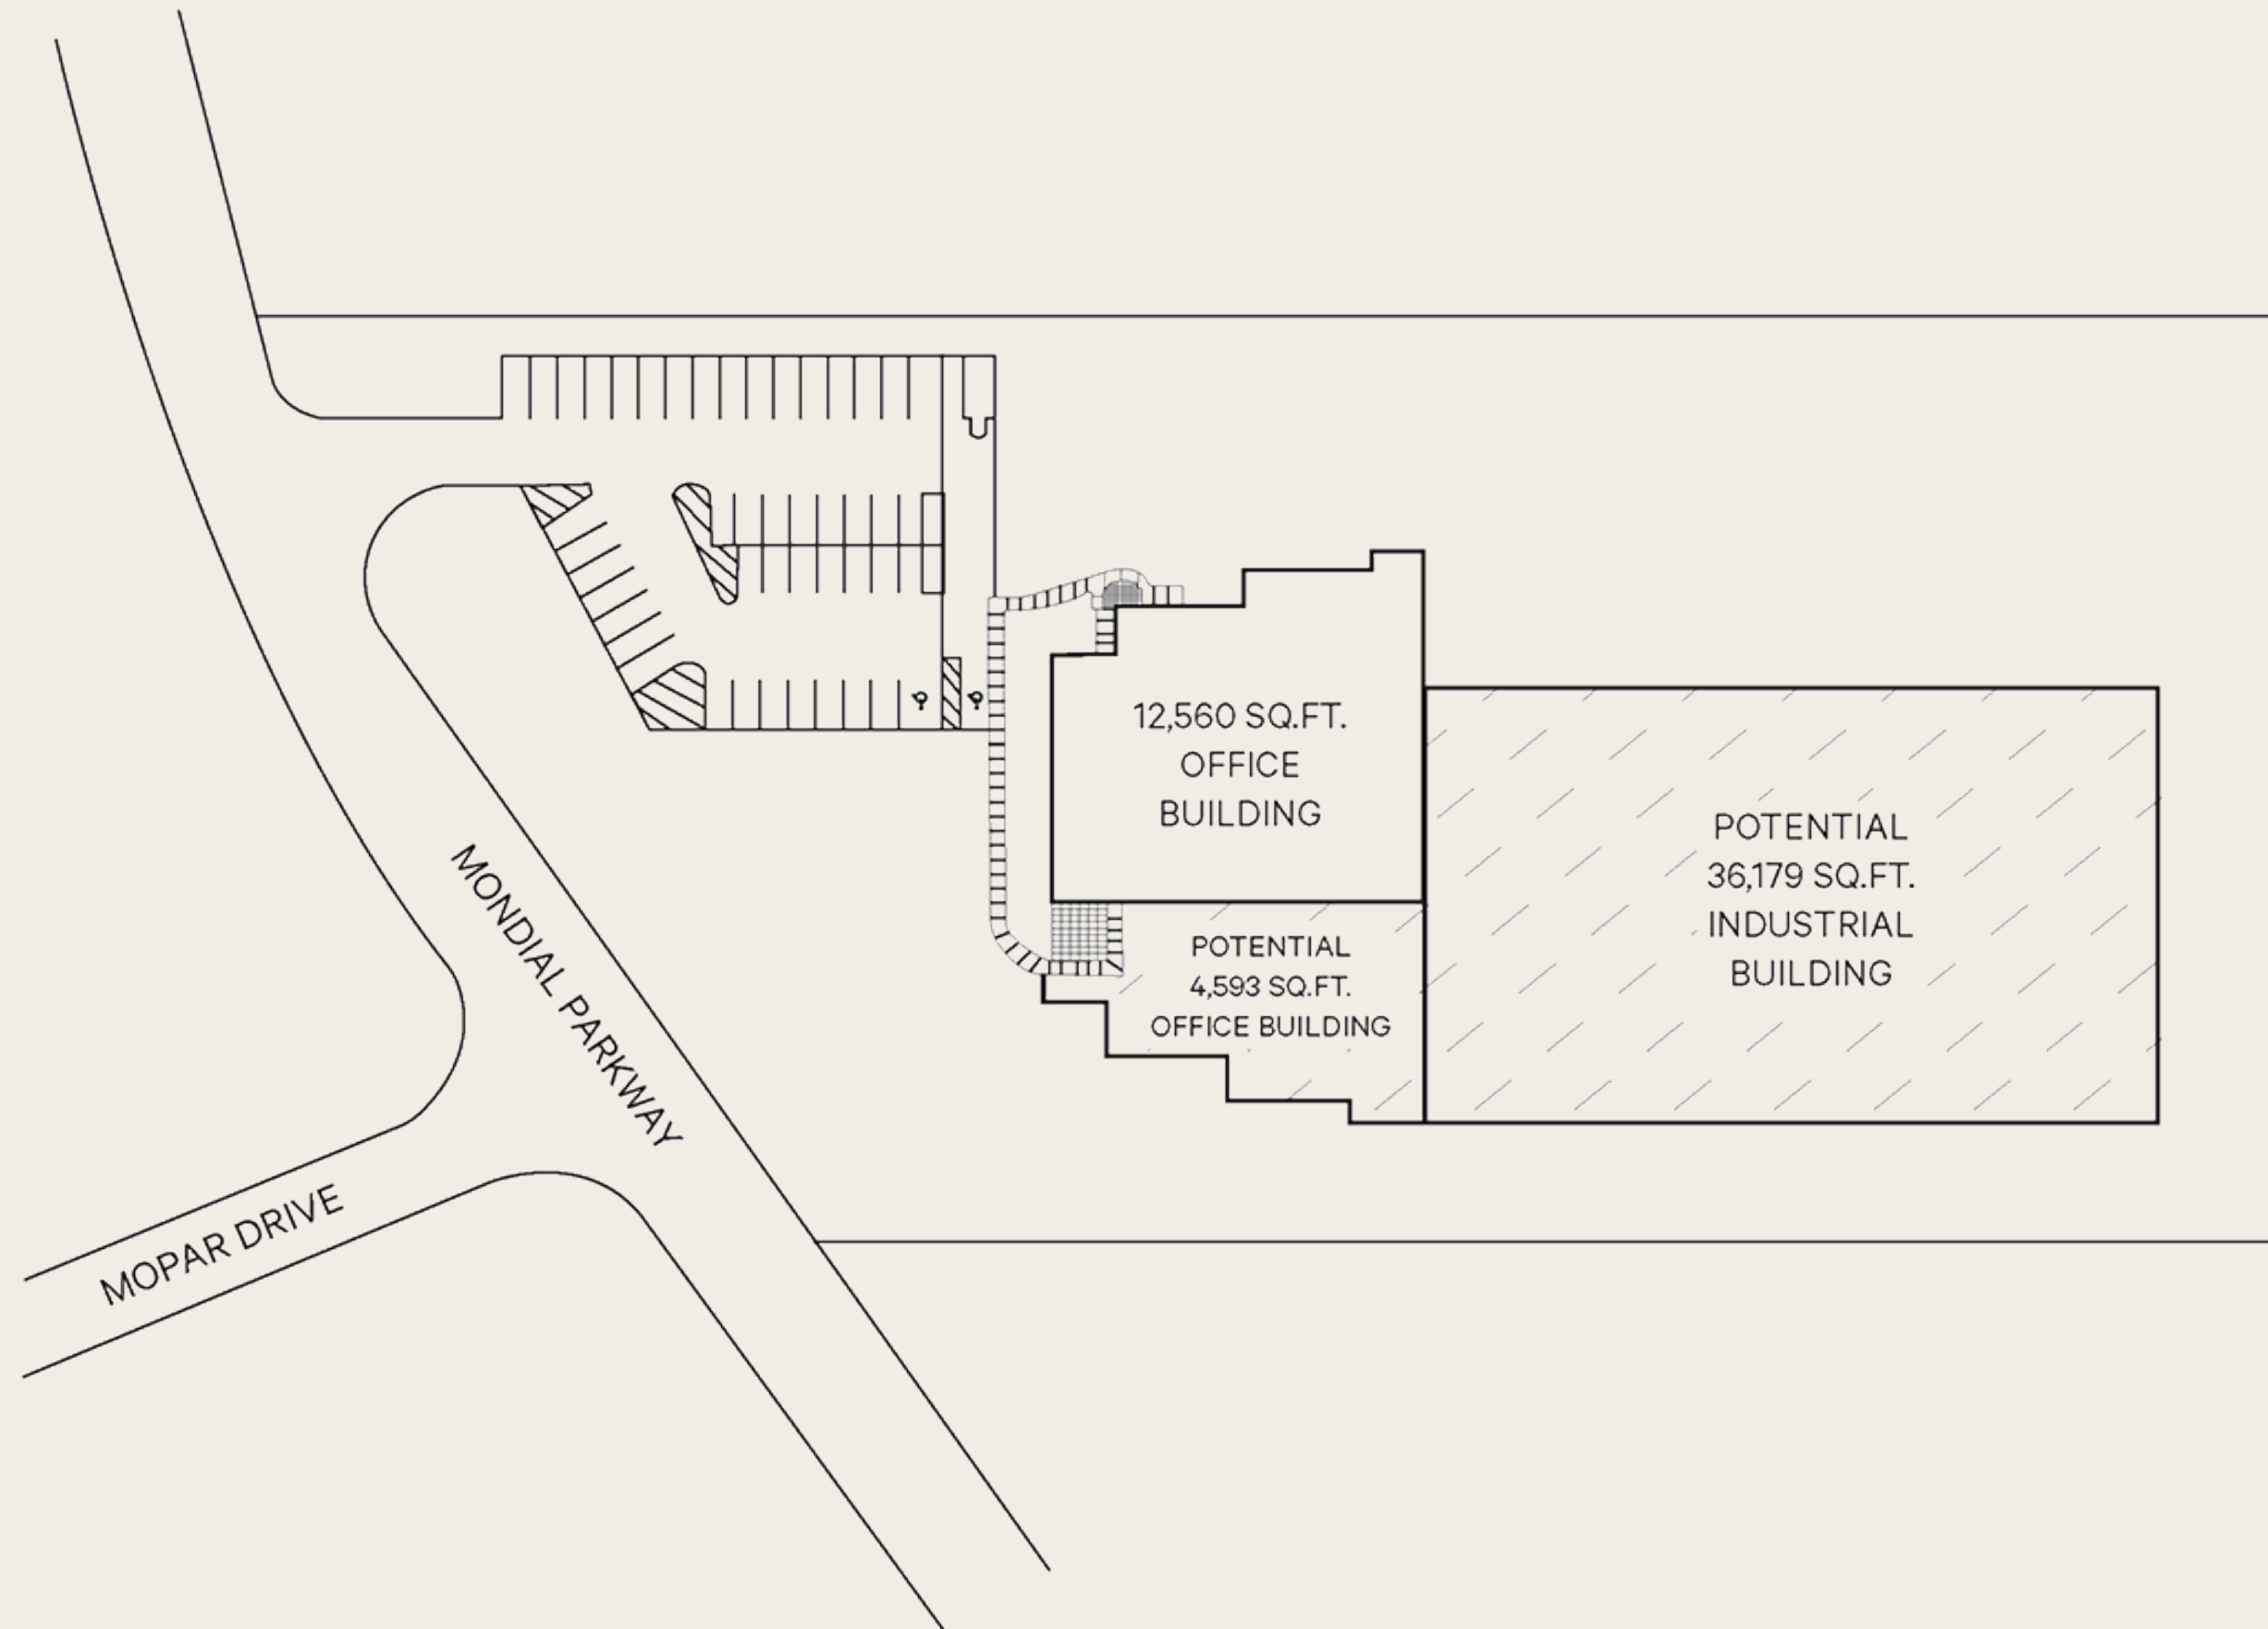 12,560 SQ.FT.
OFFICE
BUILDING
POTENTIAL
36,179 SQ.FT.
INDUSTRIAL
BUILDING
POTENTIAL
4,593 SQ.FT.
OFFICE BUILDING
MONDIAL PARKWAY
MOPAR DRIVE